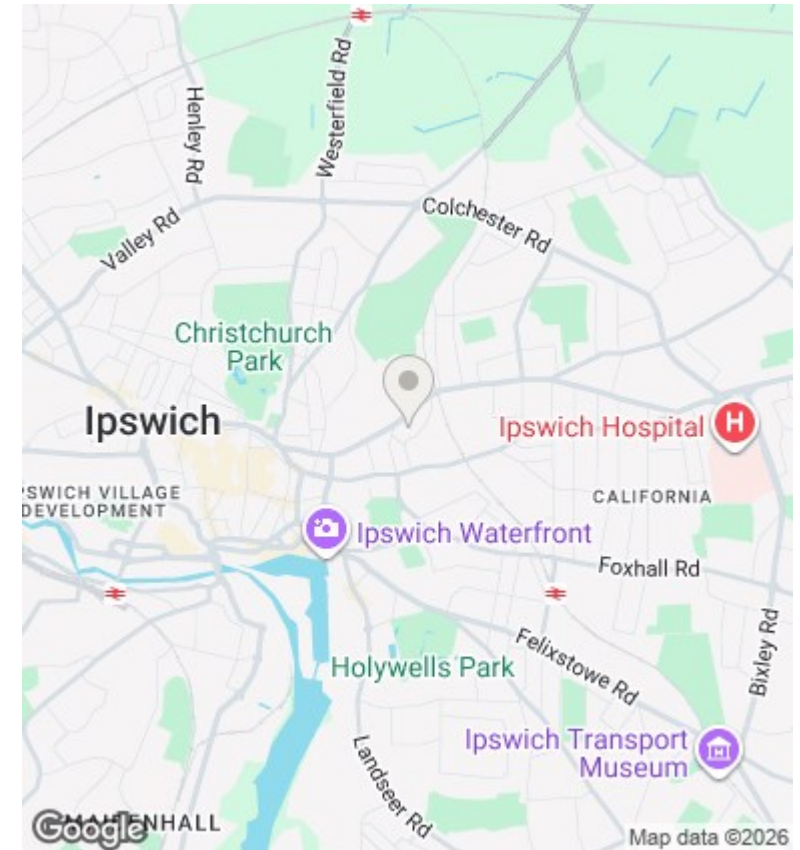 Westerfield Rd
Henley Rd
Colchester Rd
Valley Rd
Christchurch
Park
Ipswich
Ipswich Hospital
H
PSWICH VILLAGE
DEVELOPMENT
CALIFORNIA
Ipswich Waterfront
Foxhall Rd
Felixstowe Rd
Bixley Rd
Holywells Park
Landseer Rd
Ipswich Transport
Museum
Google
ENHALL
Map data ©2026